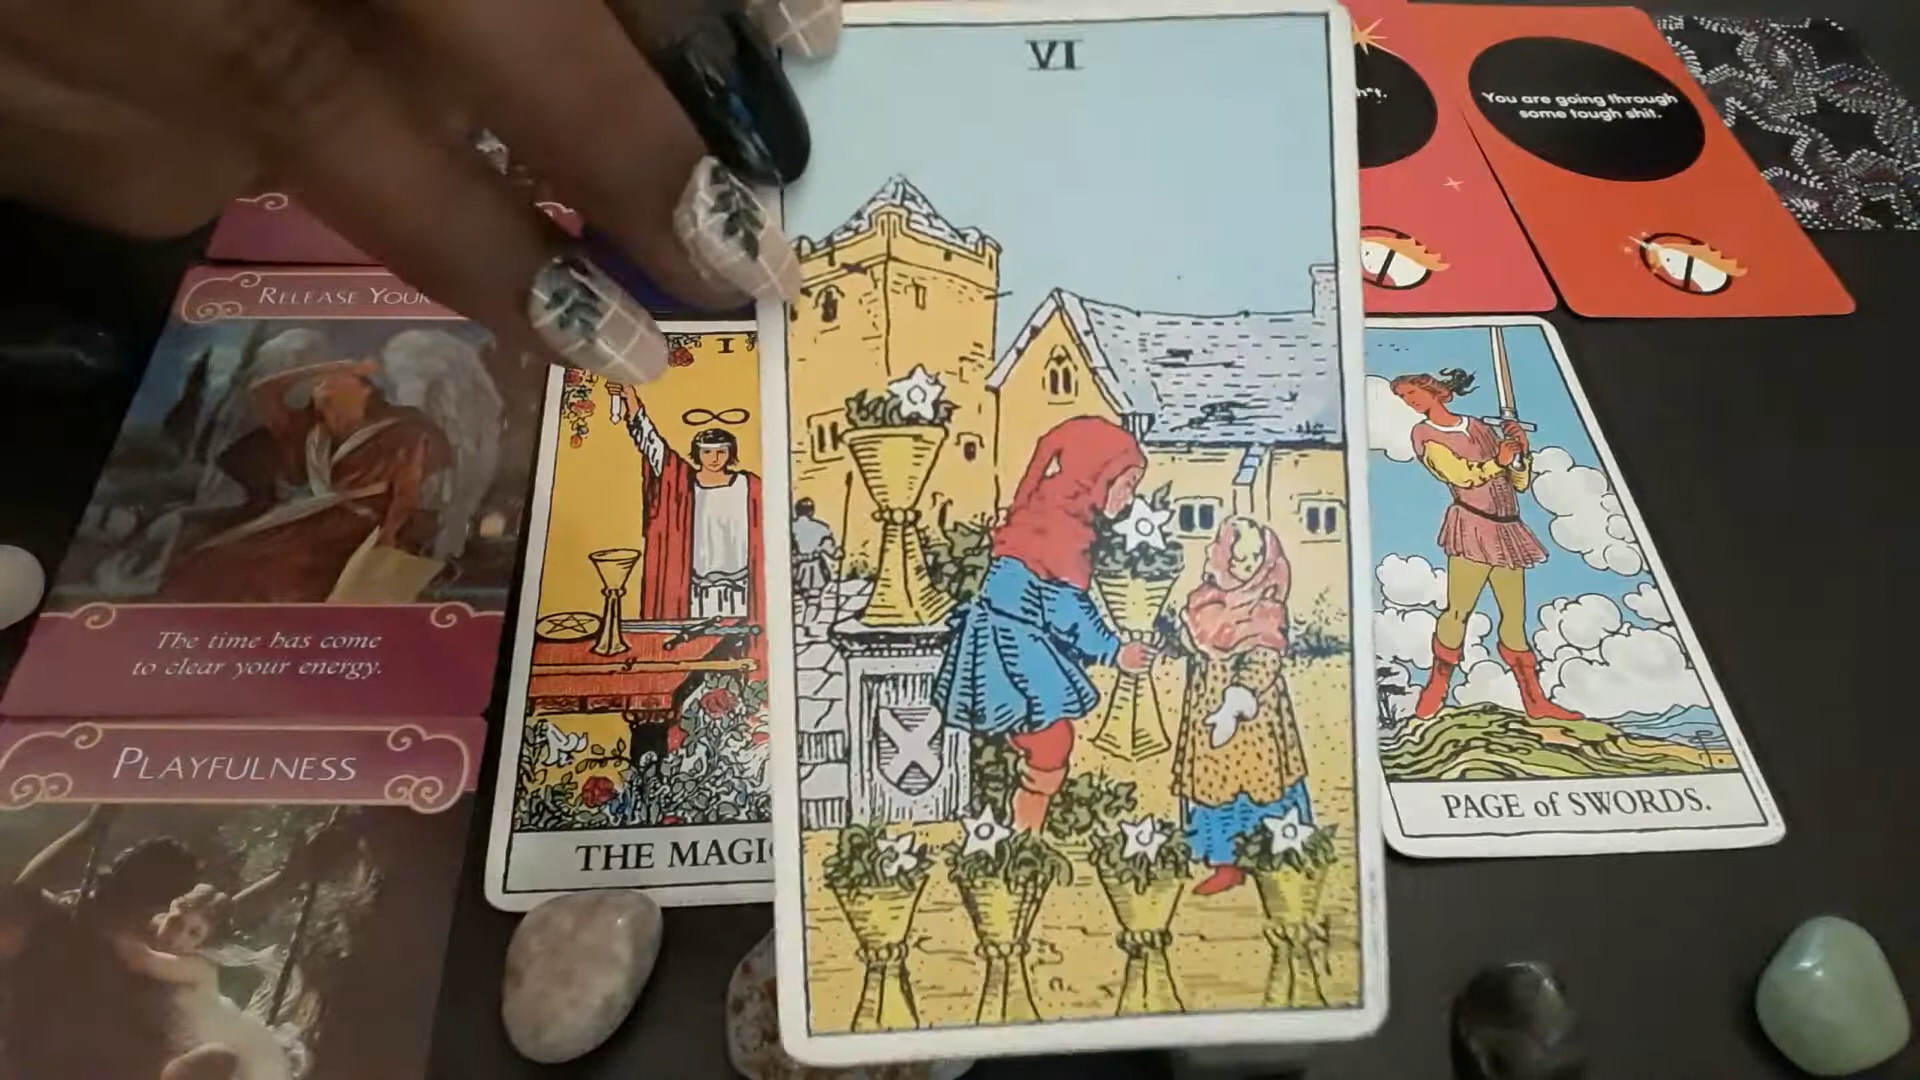 VI
h*t.
You are going through
some tough shit.
RELEASE YOUR
I
The time has come
to clear your energy.
PLAYFULNESS
THE MAGIC
PAGE of SWORDS.